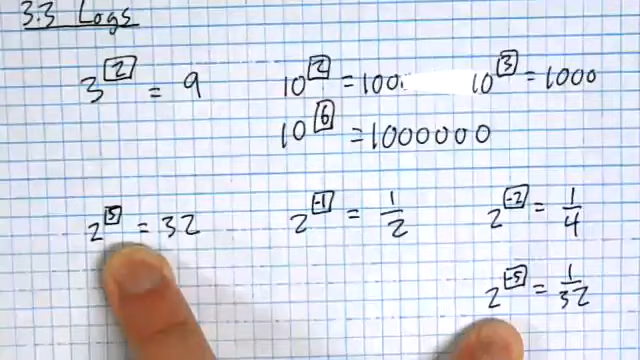 3.3 Logs
3^2 = 9 10^2 = 100 10^3 = 1000
10^6 = 1000000
2^5 = 32 2^-1 = 1/2 2^-2 = 1/4
2^-5 = 1/32